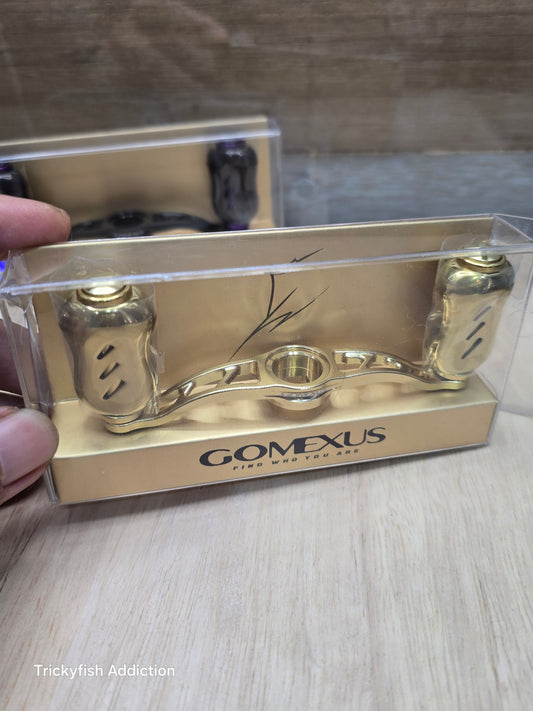 GOMEXUS
FIND WHO YOU ARE
Trickyfish Addiction